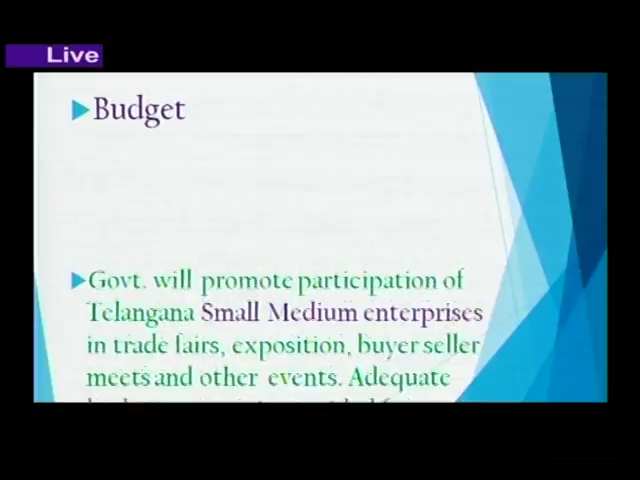 Live
Budget
Govt. will promote participation of
Telangana Small Medium enterprises
in trade fairs, exposition, buyer seller
meets and other events. Adequate